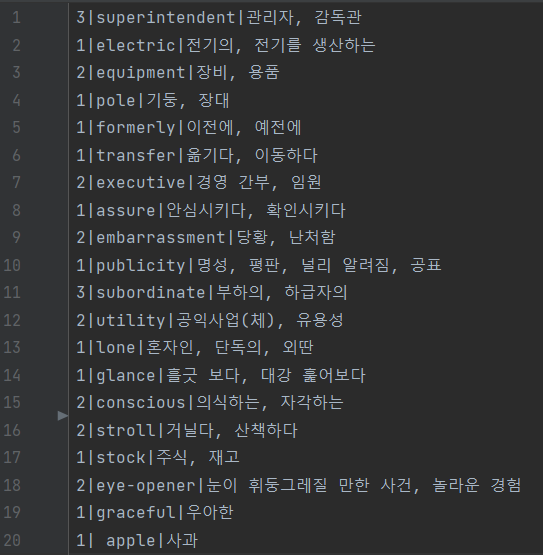 1 3|superintendent|관리자, 감독관
2 1|electric|전기의, 전기를 생산하는
3 2|equipment|장비, 용품
4 1|pole|기둥, 장대
5 1|formerly|이전에, 예전에
6 1|transfer|옮기다, 이동하다
7 2|executive|경영 간부, 임원
8 1|assure|안심시키다, 확인시키다
9 2|embarrassment|당황, 난처함
10 1|publicity|명성, 평판, 널리 알려짐, 공표
11 3|subordinate|부하의, 하급자의
12 2|utility|공익사업(체), 유용성
13 1|lone|혼자인, 단독의, 외딴
14 1|glance|흘긋 보다, 대강 훑어보다
15 2|conscious|의식하는, 자각하는
16 2|stroll|거닐다, 산책하다
17 1|stock|주식, 재고
18 2|eye-opener|눈이 휘둥그레질 만한 사건, 놀라운 경험
19 1|graceful|우아한
20 1| apple|사과